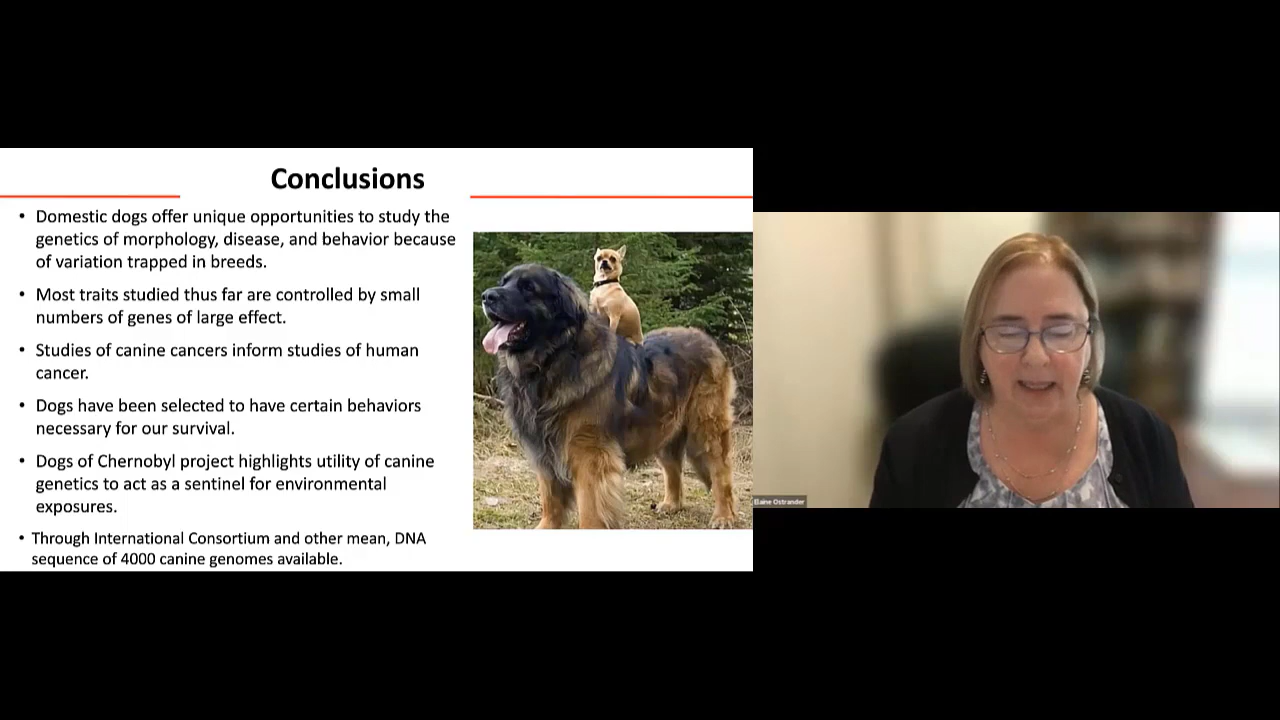 Conclusions
• Domestic dogs offer unique opportunities to study the
genetics of morphology, disease, and behavior because
of variation trapped in breeds.
• Most traits studied thus far are controlled by small
numbers of genes of large effect.
• Studies of canine cancers inform studies of human
cancer.
• Dogs have been selected to have certain behaviors
necessary for our survival.
• Dogs of Chernobyl project highlights utility of canine
genetics to act as a sentinel for environmental
exposures.
• Through International Consortium and other mean, DNA
sequence of 4000 canine genomes available.
Elaine Ostrander